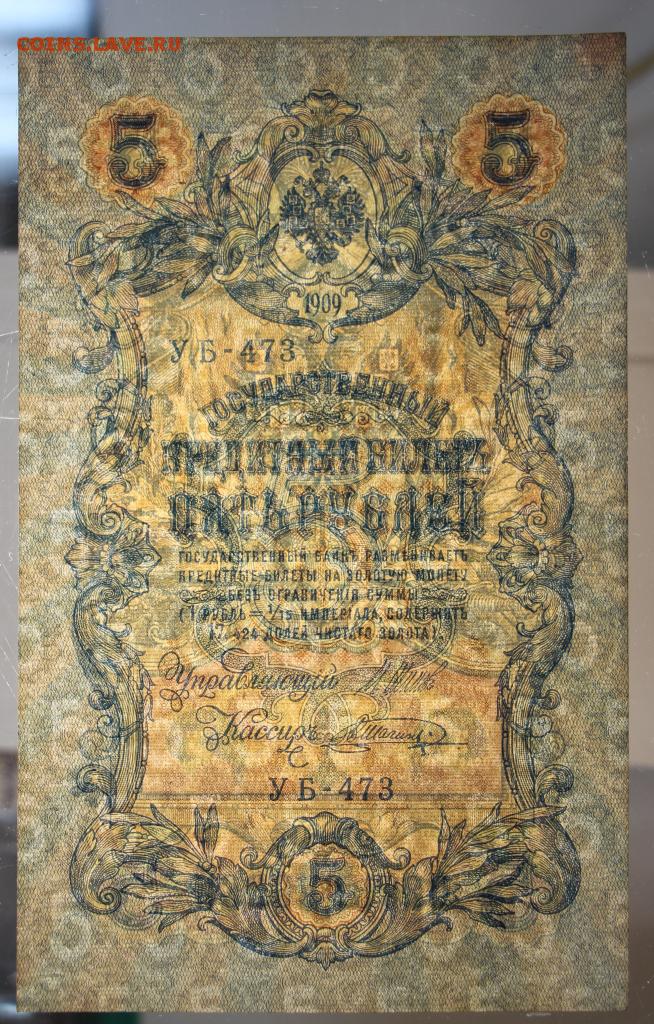 COINS.LAVE.RU
5 5
1909
УБ-473
ГОСУДАРСТВЕННЫЙ
КРЕДИТНЫЙ БИЛЕТЪ
ПЯТЬ РУБЛЕЙ
ГОСУДАРСТВЕННЫЙ БАНКЪ РАЗМѢНИВАЕТЪ
КРЕДИТНЫЕ БИЛЕТЫ НА ЗОЛОТУЮ МОНЕТУ
БЕЗЪ ОГРАНИЧЕНІЯ СУММЫ
(1 РУБЛЬ = 1/15 ИМПЕРІАЛА, СОДЕРЖИТЪ
17,424 ДОЛЕЙ ЧИСТАГО ЗОЛОТА).
Управляющій
Кассиръ
УБ-473
5